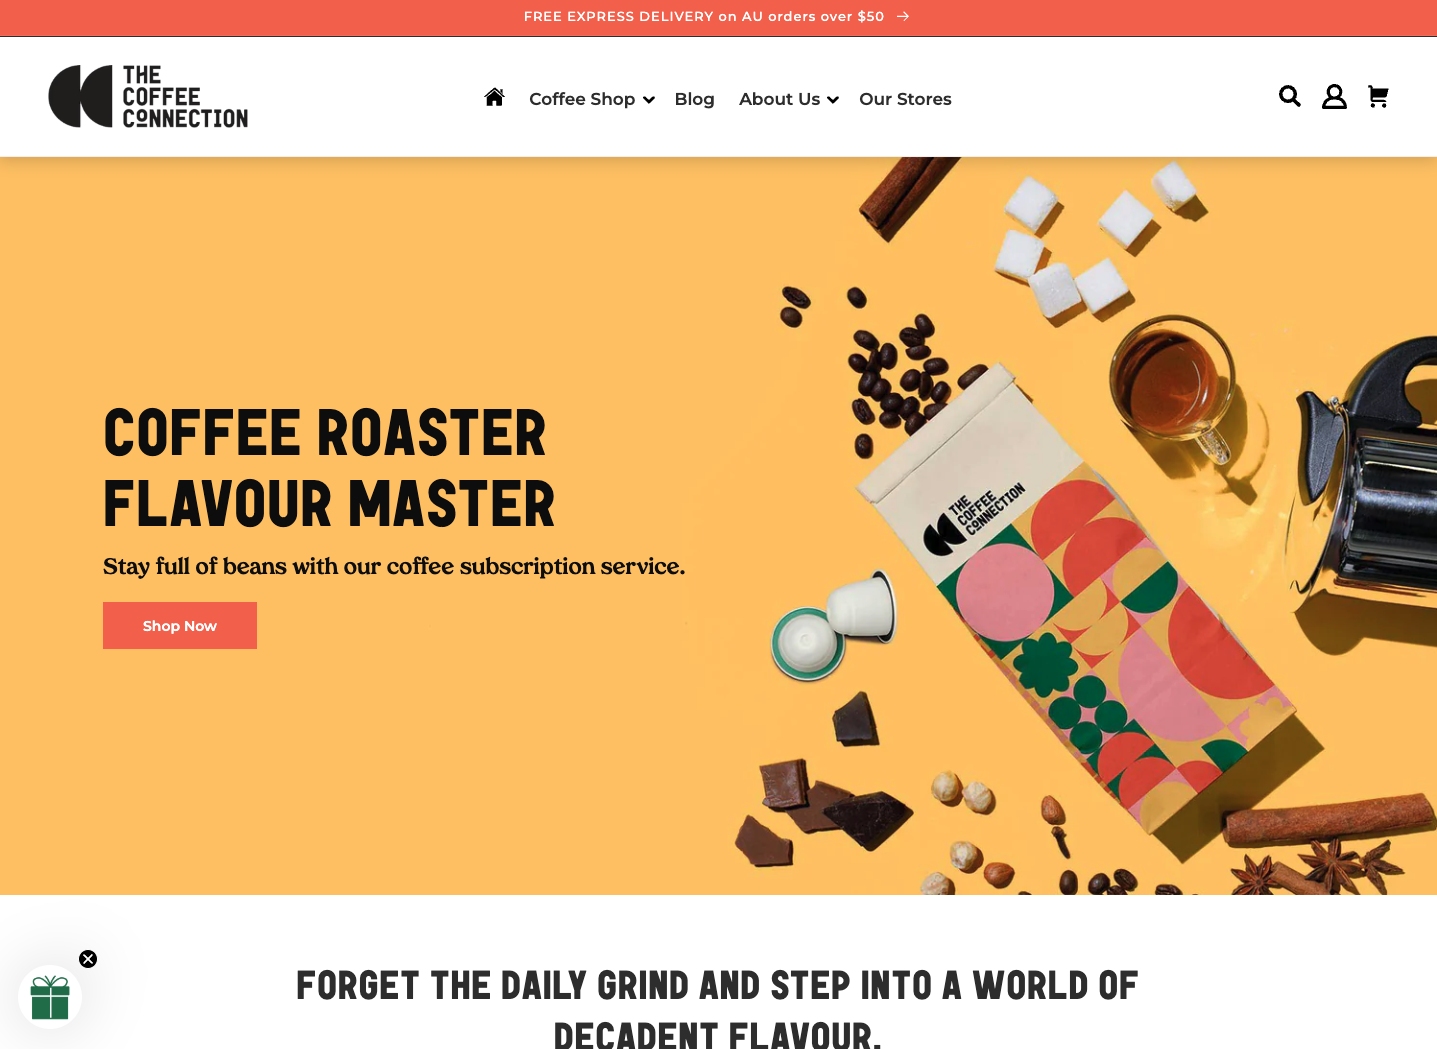 FREE EXPRESS DELIVERY on AU orders over $50
THE
COFFEE
CONNECTION
Coffee Shop
Blog
About Us
Our Stores
COFFEE ROASTER
FLAVOUR MASTER
Stay full of beans with our coffee subscription service.
Shop Now
THE
COFFEE
CONNECTION
FORGET THE DAILY GRIND AND STEP INTO A WORLD OF
DECADENT FLAVOUR.